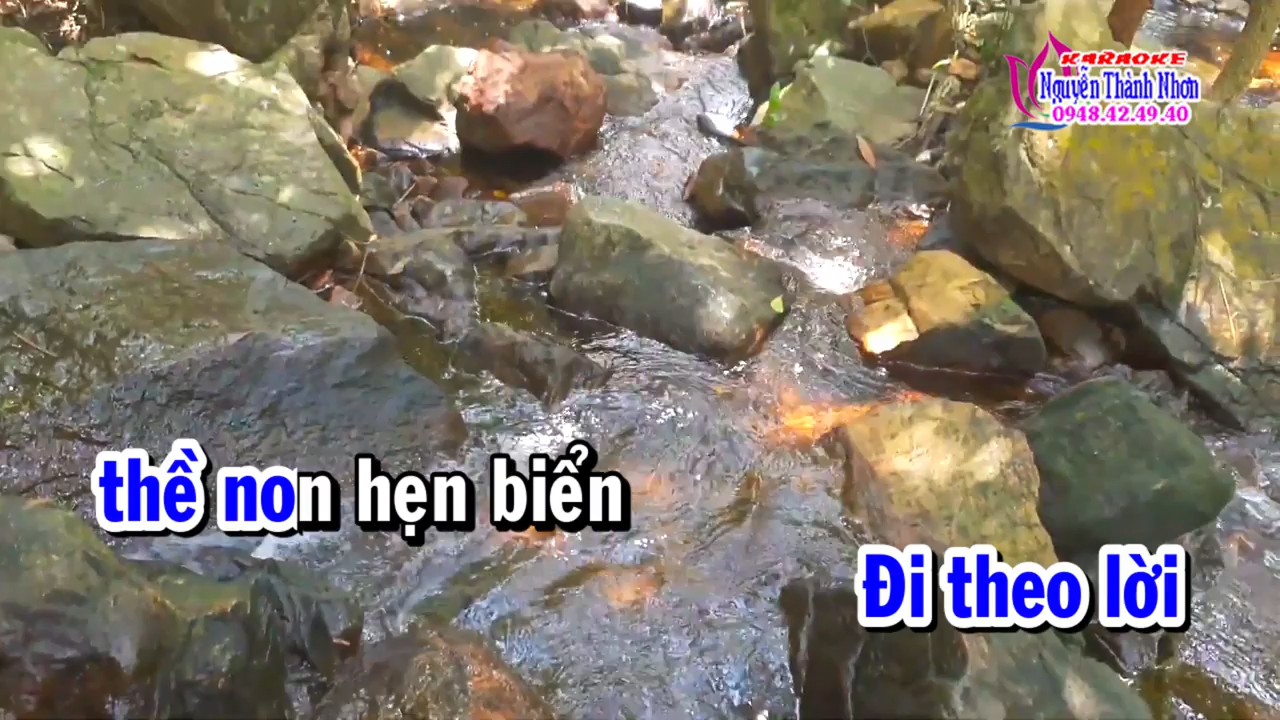 KARAOKE
Nguyễn Thành Nhơn
0948.42.49.40
thề non hẹn biển
Đi theo lời